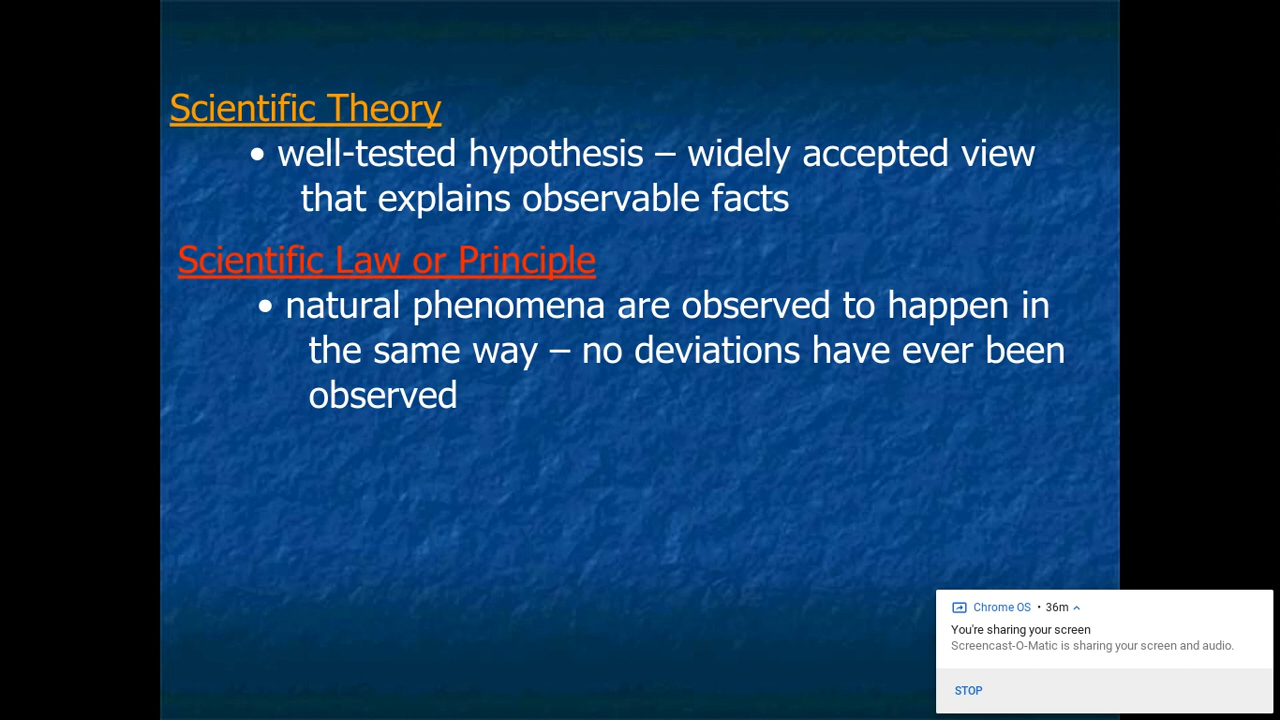 Scientific Theory
• well-tested hypothesis – widely accepted view
that explains observable facts
Scientific Law or Principle
• natural phenomena are observed to happen in
the same way – no deviations have ever been
observed
Chrome OS • 36m
You're sharing your screen
Screencast-O-Matic is sharing your screen and audio.
STOP